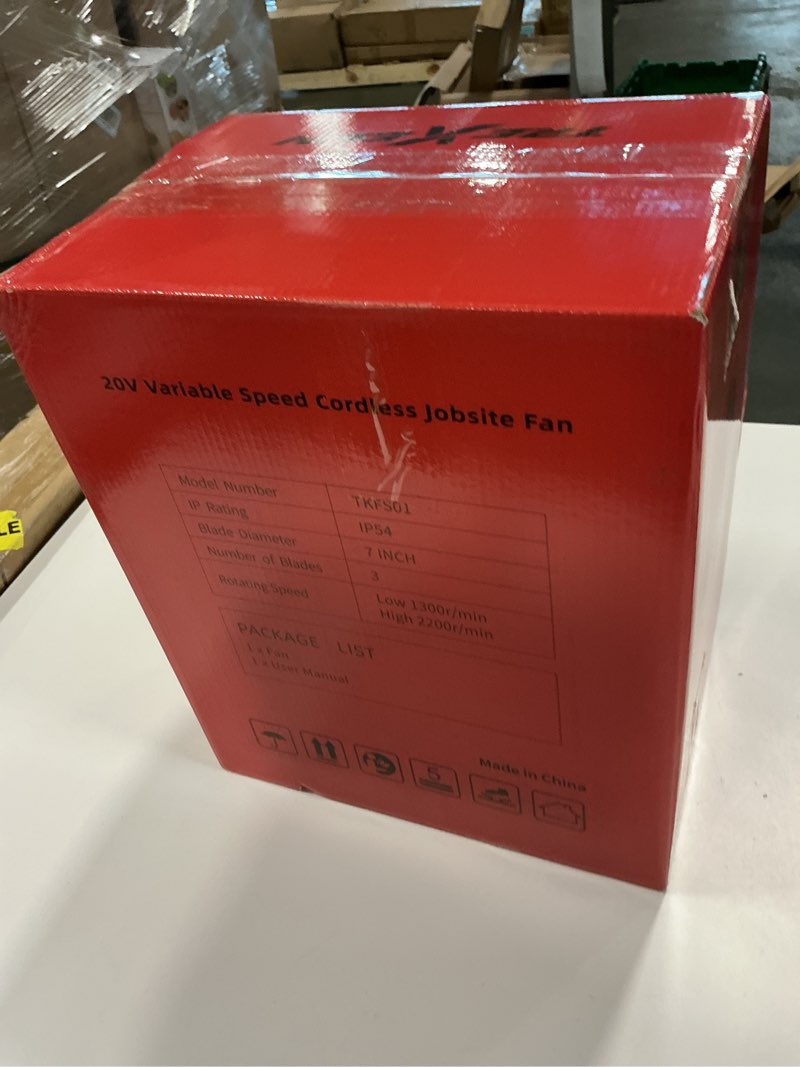 20V Variable Speed Cordless Jobsite Fan
Model Number TKFS01
IP Rating IP54
Blade Diameter 7 INCH
Number of Blades 3
Rotating Speed Low 1300r/min
High 2200r/min
PACKAGE LIST
1 x Fan
1 x User Manual
Made in China
5
LE